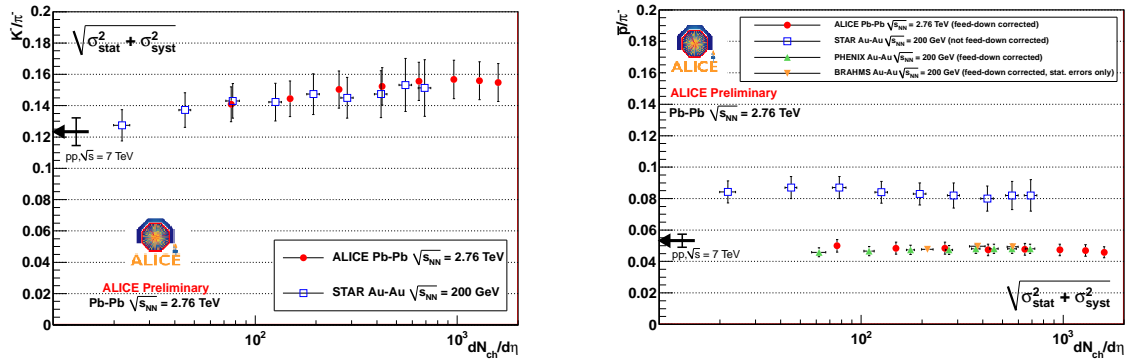 K⁻/π⁻
0.2
0.18
0.16
0.14
0.12
0.1
0.08
0.06
0.04
0.02
0
√σ²stat + σ²syst
pp,√s = 7 TeV
ALICE
ALICE Preliminary
Pb-Pb √sNN = 2.76 TeV
ALICE Pb-Pb √sNN = 2.76 TeV
STAR Au-Au √sNN = 200 GeV
10²
10³
dNch/dη
p̅/π⁻
0.2
0.18
0.16
0.14
0.12
0.1
0.08
0.06
0.04
0.02
0
ALICE
ALICE Preliminary
Pb-Pb √sNN = 2.76 TeV
ALICE Pb-Pb √sNN = 2.76 TeV (feed-down corrected)
STAR Au-Au √sNN = 200 GeV (not feed-down corrected)
PHENIX Au-Au √sNN = 200 GeV (feed-down corrected)
BRAHMS Au-Au √sNN = 200 GeV (feed-down corrected, stat. errors only)
pp,√s = 7 TeV
√σ²stat + σ²syst
10²
10³
dNch/dη